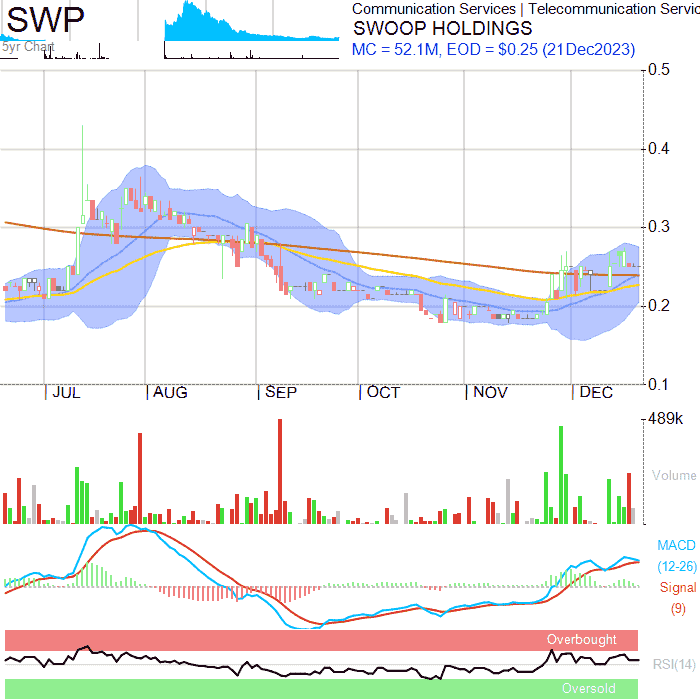 SWP
5yr Chart
Communication Services | Telecommunication Servic
SWOOP HOLDINGS
MC = 52.1M, EOD = $0.25 (21Dec2023)
0.5
0.4
0.3
0.2
0.1
JUL
AUG
SEP
OCT
NOV
DEC
489k
Volume
MACD
(12-26)
Signal
(9)
Overbought
RSI(14)
Oversold